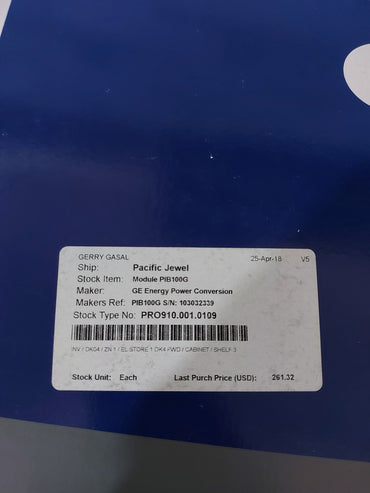 GERRY GASAL 25-Apr-18 V5
Ship: Pacific Jewel
Stock Item: Module PIB100G
Maker: GE Energy Power Conversion
Makers Ref: PIB100G S/N: 103032339
Stock Type No: PRO910.001.0109
INV / DK04 / ZN 1 / EL STORE 1 DK4 FWD / CABINET / SHELF 3
Stock Unit: Each Last Purch Price (USD): 261.32